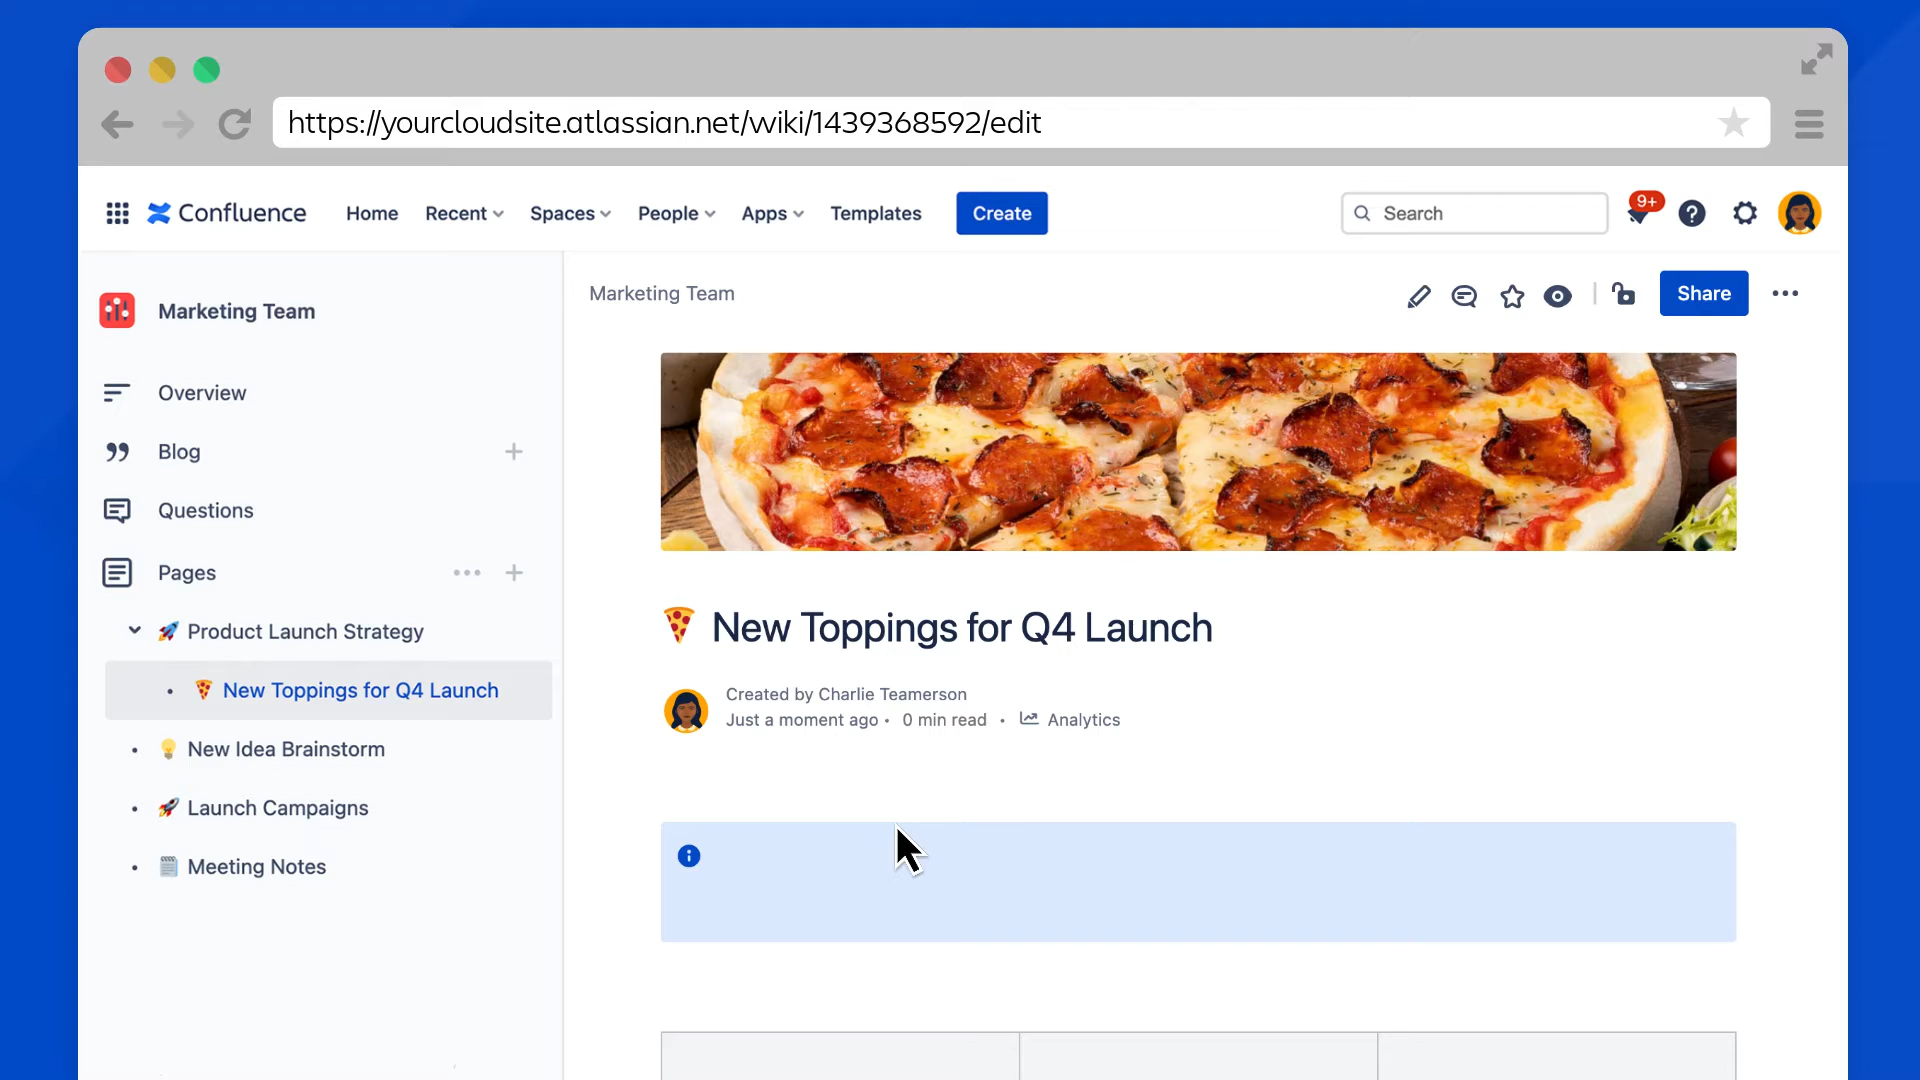 https://yourcloudsite.atlassian.net/wiki/1439368592/edit
Confluence Home Recent Spaces People Apps Templates Create Search 9+
Marketing Team
Overview
Blog
Questions
Pages
Product Launch Strategy
New Toppings for Q4 Launch
New Idea Brainstorm
Launch Campaigns
Meeting Notes
Marketing Team
Share
New Toppings for Q4 Launch
Created by Charlie Teamerson
Just a moment ago • 0 min read • Analytics